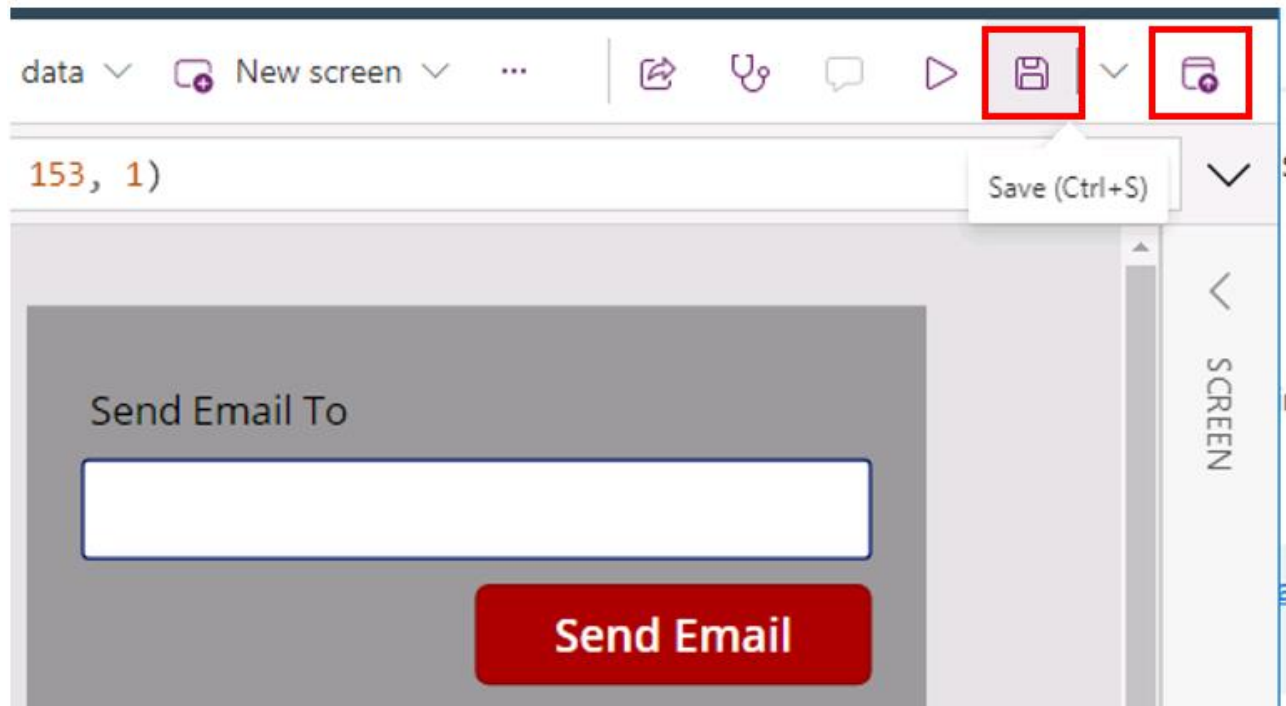 data New screen ...
153, 1)
Save (Ctrl+S)
SCREEN
Send Email To
Send Email